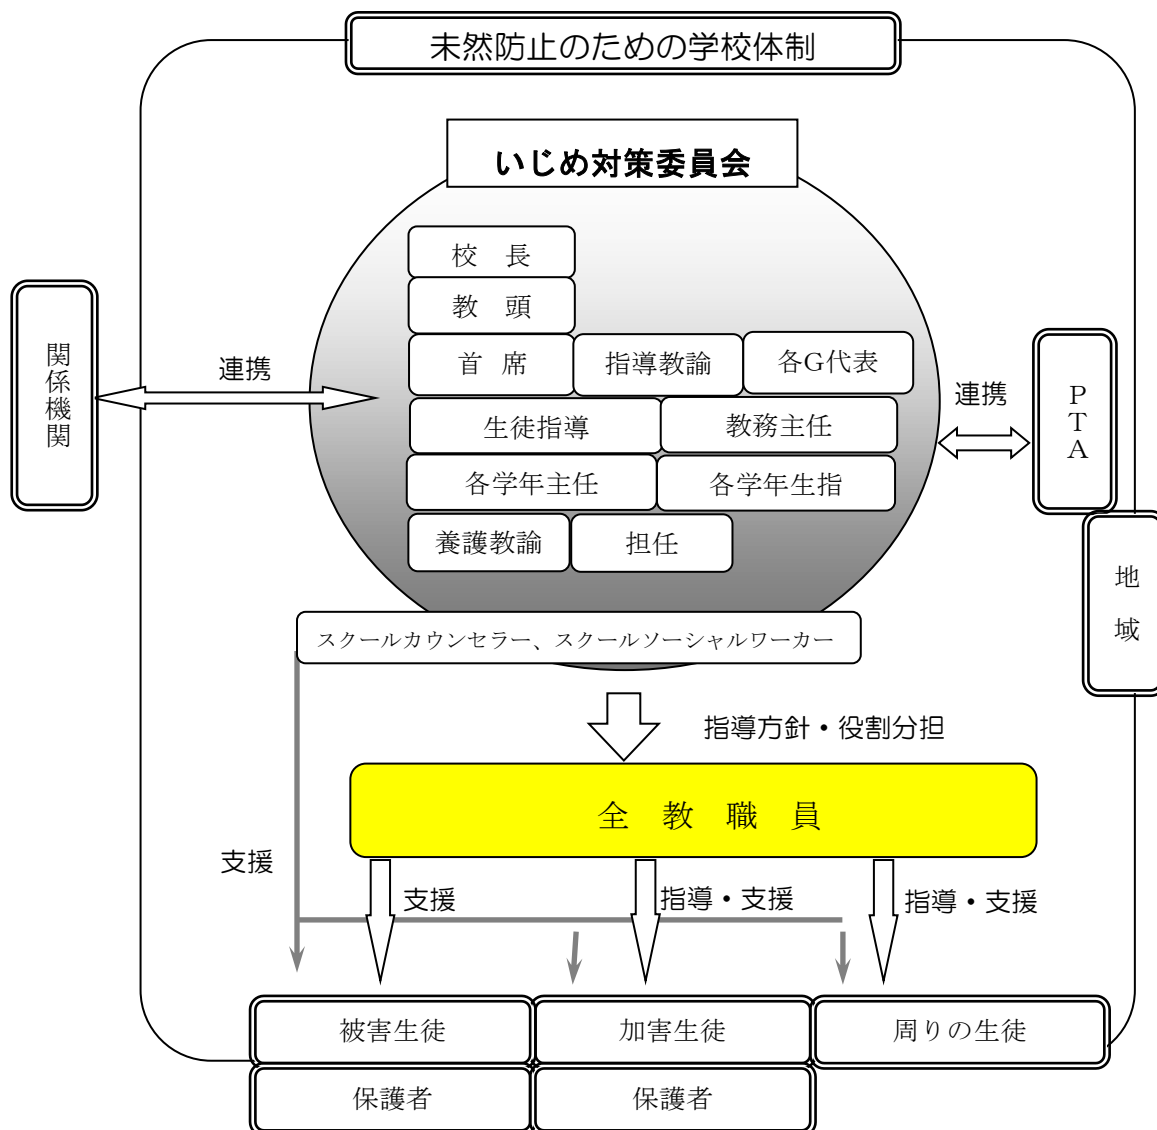 未然防止のための学校体制
いじめ対策委員会
校　長
教　頭
首　席
指導教諭
各G代表
生徒指導
教務主任
各学年主任
各学年生指
養護教諭
担任
スクールカウンセラー、スクールソーシャルワーカー
関係機関
連携
連携
PTA
地域
指導方針・役割分担
全　教　職　員
支援
支援
指導・支援
指導・支援
被害生徒
加害生徒
周りの生徒
保護者
保護者